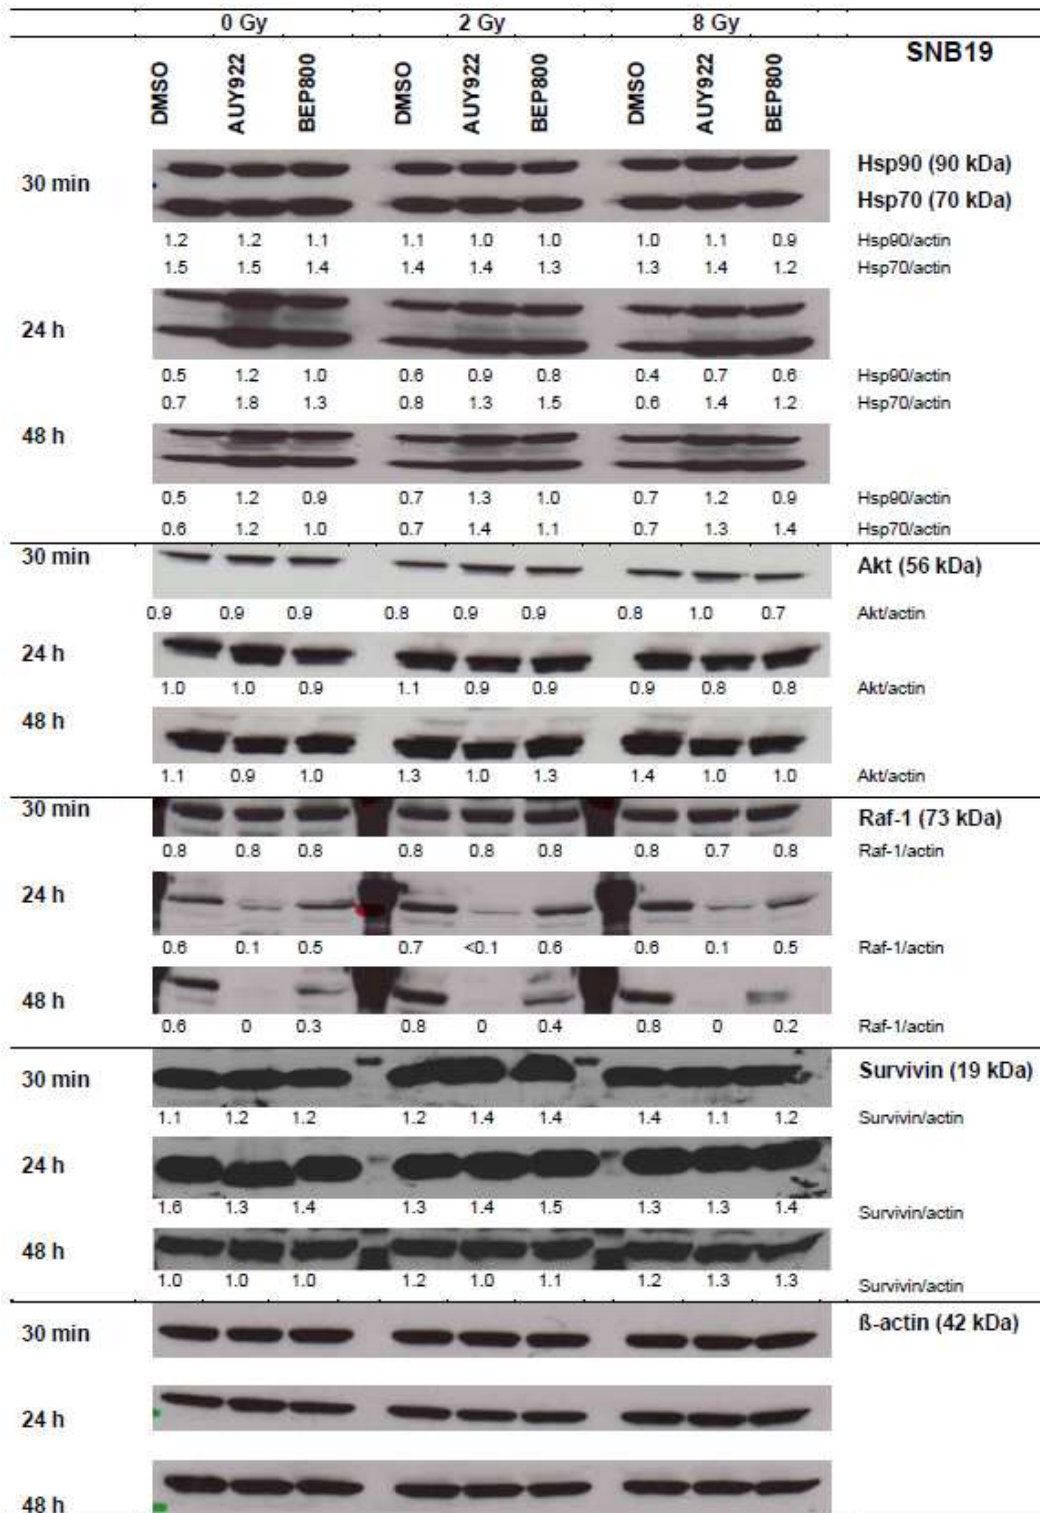 0 Gy 2 Gy 8 Gy
SNB19
DMSO AUY922 BEP800 DMSO AUY922 BEP800 DMSO AUY922 BEP800
30 min Hsp90 (90 kDa)
Hsp70 (70 kDa)
1.2 1.2 1.1 1.1 1.0 1.0 1.0 1.1 0.9 Hsp90/actin
1.5 1.5 1.4 1.4 1.4 1.3 1.3 1.4 1.2 Hsp70/actin
24 h
0.5 1.2 1.0 0.6 0.9 0.8 0.4 0.7 0.6 Hsp90/actin
0.7 1.8 1.3 0.8 1.3 1.5 0.6 1.4 1.2 Hsp70/actin
48 h
0.5 1.2 0.9 0.7 1.3 1.0 0.7 1.2 0.9 Hsp90/actin
0.6 1.2 1.0 0.7 1.4 1.1 0.7 1.3 1.4 Hsp70/actin
30 min Akt (56 kDa)
0.9 0.9 0.9 0.8 0.9 0.9 0.8 1.0 0.7 Akt/actin
24 h
1.0 1.0 0.9 1.1 0.9 0.9 0.9 0.8 0.8 Akt/actin
48 h
1.1 0.9 1.0 1.3 1.0 1.3 1.4 1.0 1.0 Akt/actin
30 min Raf-1 (73 kDa)
0.8 0.8 0.8 0.8 0.8 0.8 0.8 0.7 0.8 Raf-1/actin
24 h
0.6 0.1 0.5 0.7 <0.1 0.6 0.6 0.1 0.5 Raf-1/actin
48 h
0.6 0 0.3 0.8 0 0.4 0.8 0 0.2 Raf-1/actin
30 min Survivin (19 kDa)
1.1 1.2 1.2 1.2 1.4 1.4 1.4 1.1 1.2 Survivin/actin
24 h
1.6 1.3 1.4 1.3 1.4 1.5 1.3 1.3 1.4 Survivin/actin
48 h
1.0 1.0 1.0 1.2 1.0 1.1 1.2 1.3 1.3 Survivin/actin
30 min ß-actin (42 kDa)
24 h
48 h